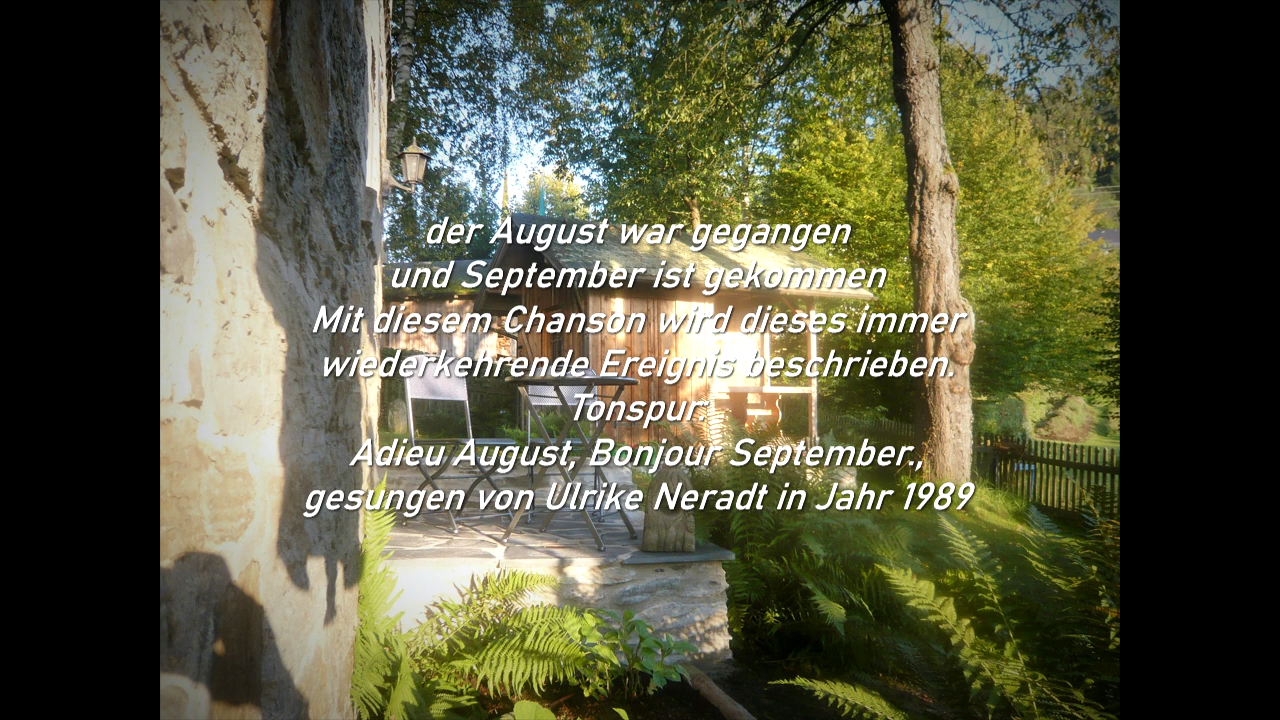 der August war gegangen
und September ist gekommen
Mit diesem Chanson wird dieses immer
wiederkehrende Ereignis beschrieben.
Tonspur:
Adieu August, Bonjour September.,
gesungen von Ulrike Neradt in Jahr 1989